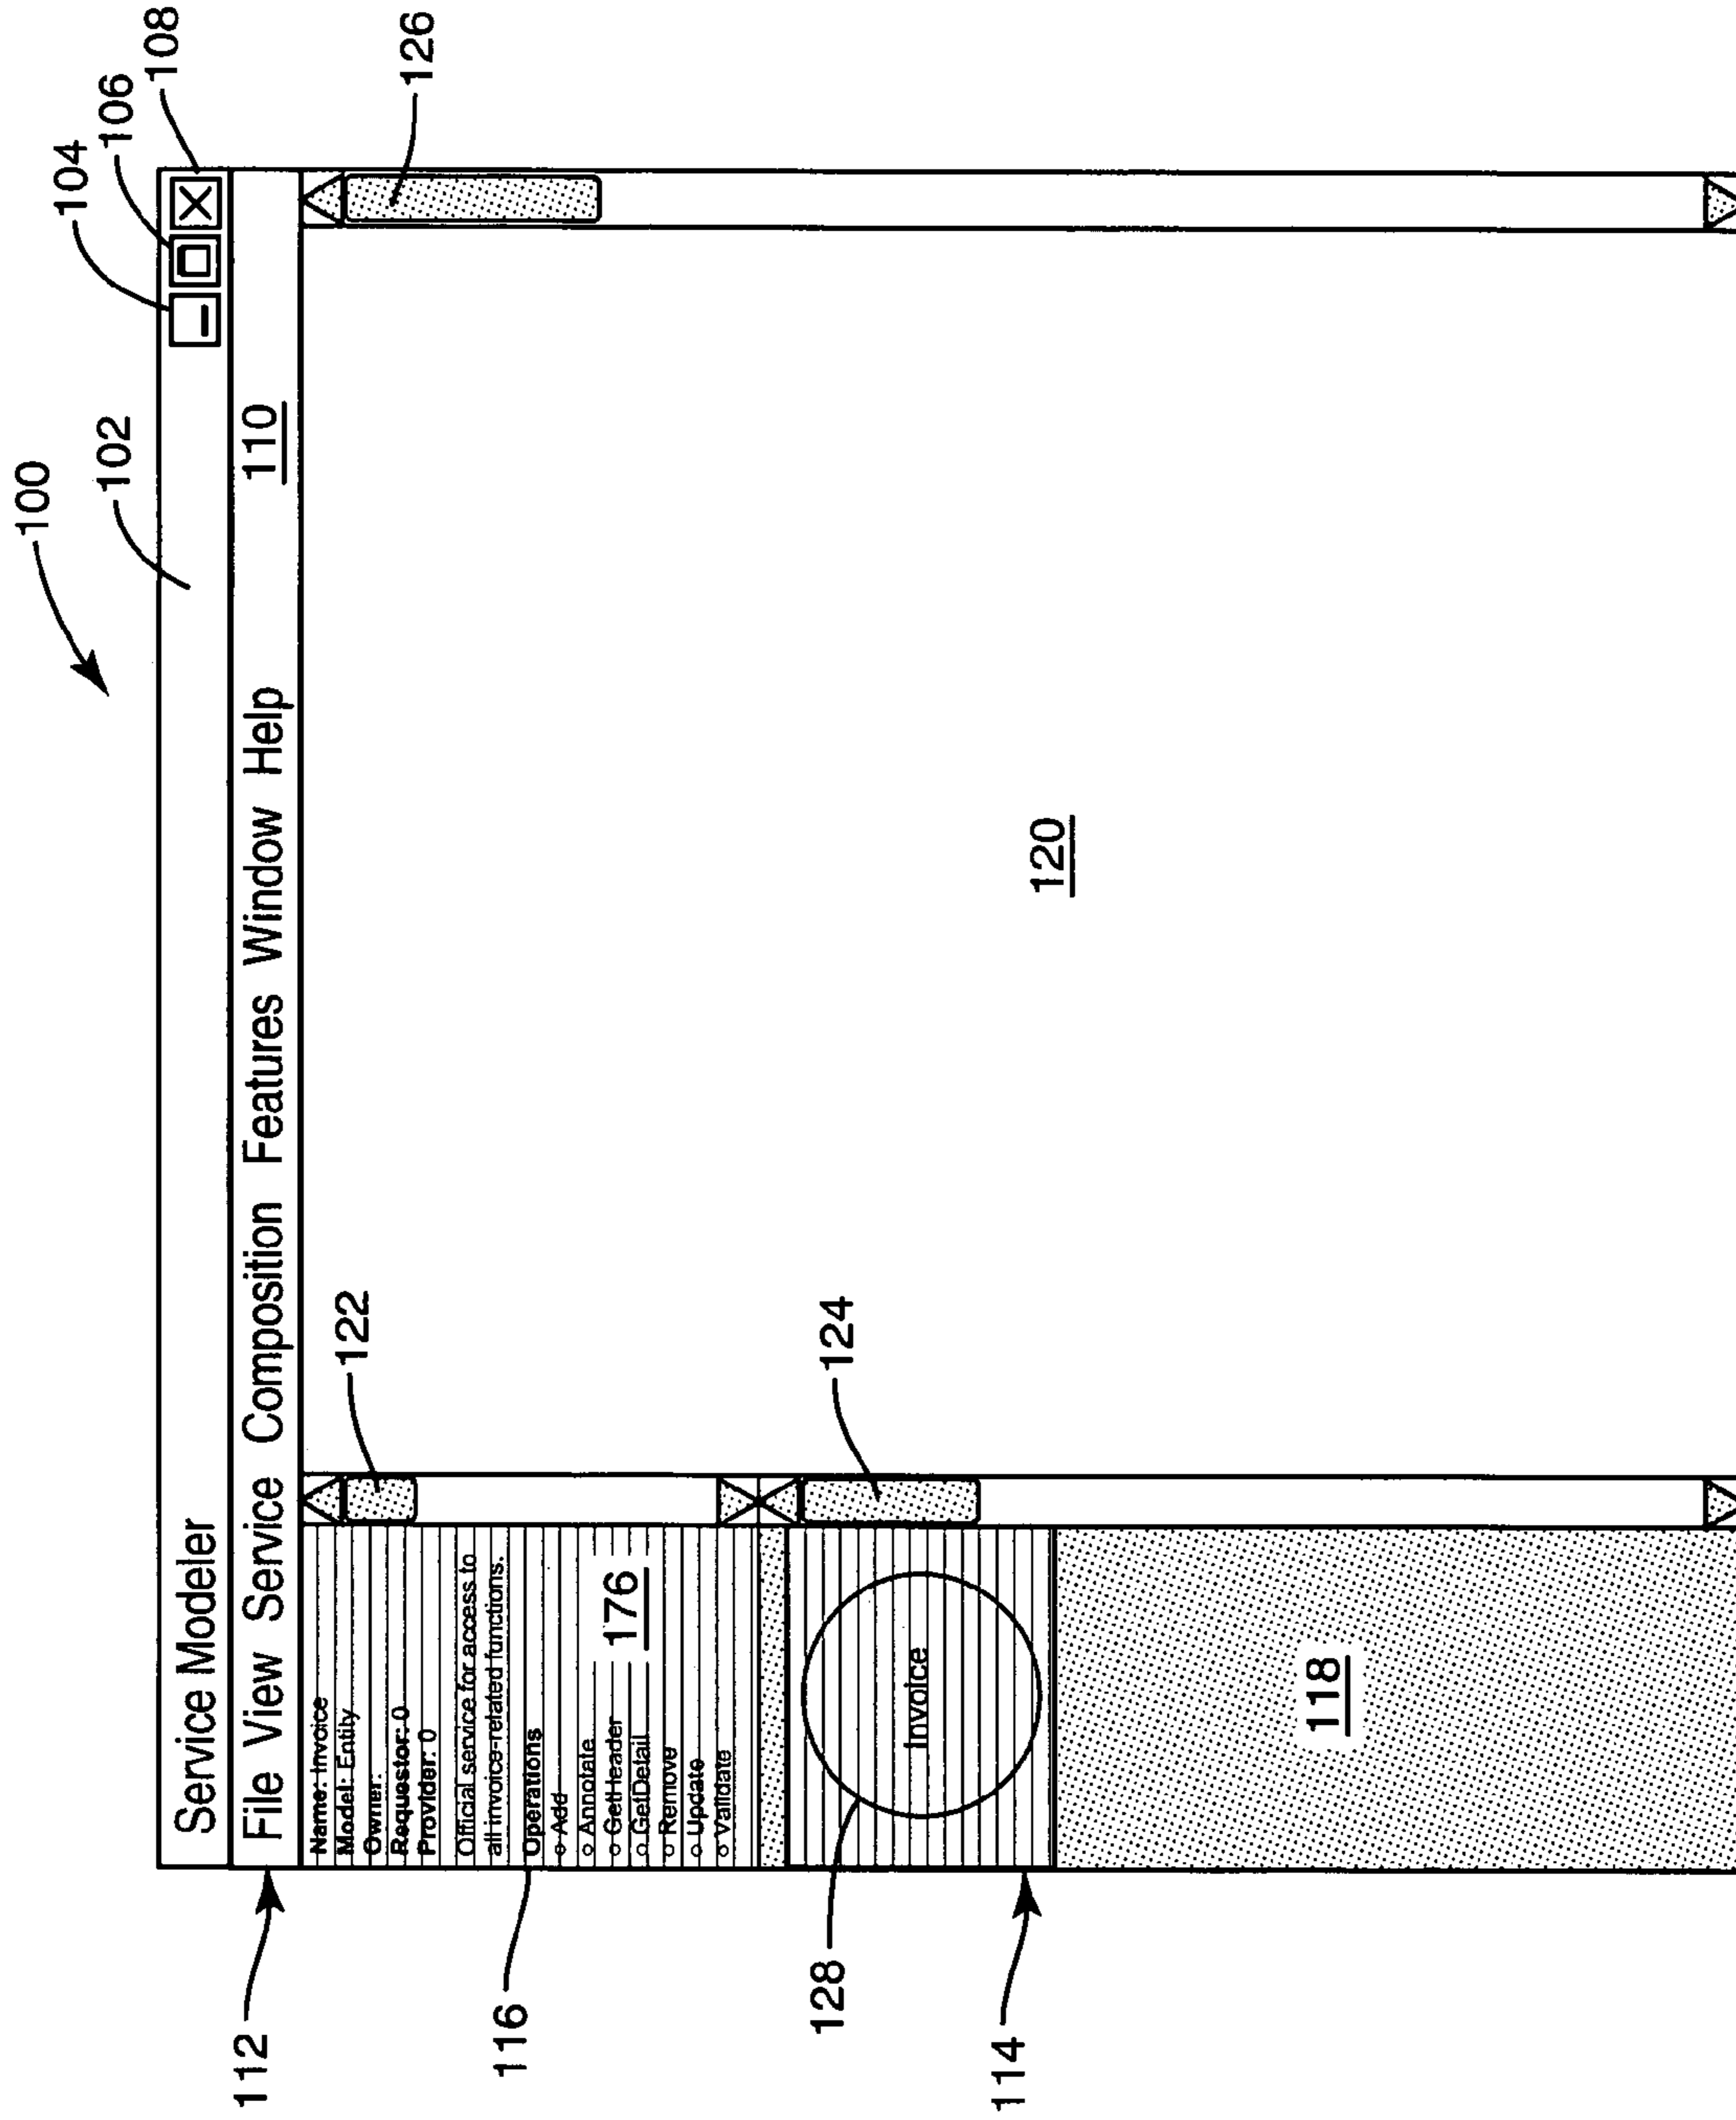 100
102
104
106
108
Service Modeler
File View Service Composition Features Window Help
110
112
126
122
Name: Invoice
Model: Entity
Owner:
Requestor: 0
Provider: 0
Official service for access to
all invoice-related functions.
Operations
o Add
o Annotate
o GetHeader
o GetDetail
o Remove
o Update
o Validate
176
116
124
120
Invoice
128
114
118